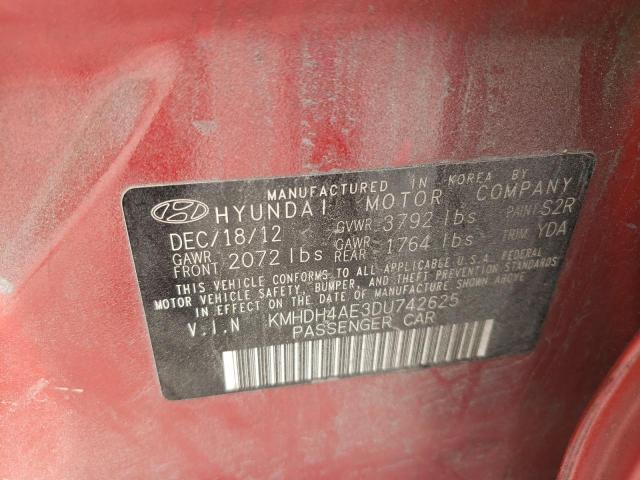 MANUFACTURED IN KOREA BY
HYUNDAI MOTOR COMPANY
DEC/18/12 GVWR 3792 lbs PAINT S2R
GAWR FRONT 2072 lbs GAWR REAR 1764 lbs TRIM YDA
THIS VEHICLE CONFORMS TO ALL APPLICABLE U.S.A. FEDERAL
MOTOR VEHICLE SAFETY, BUMPER, AND THEFT PREVENTION STANDARDS
IN EFFECT ON THE DATE OF MANUFACTURE SHOWN ABOVE.
V.I.N KMHDH4AE3DU742625
PASSENGER CAR